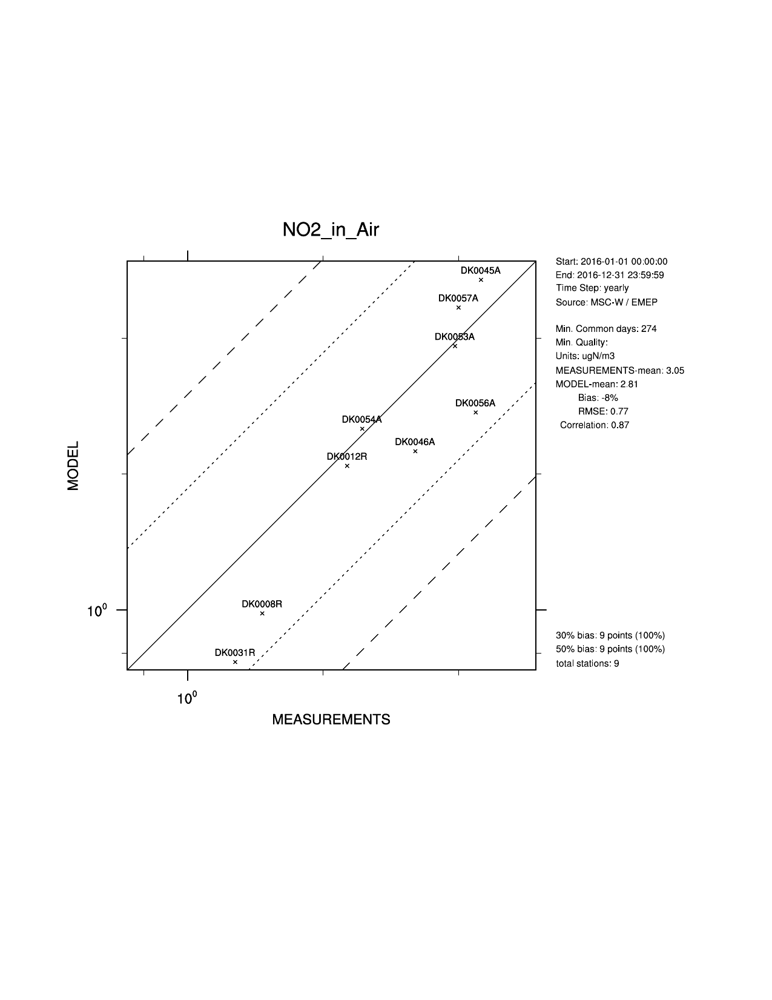 NO2_in_Air
Start: 2016-01-01 00:00:00
End: 2016-12-31 23:59:59
Time Step: yearly
Source: MSC-W / EMEP
Min. Common days: 274
Min. Quality:
Units: ugN/m3
MEASUREMENTS-mean: 3.05
MODEL-mean: 2.81
Bias: -8%
RMSE: 0.77
Correlation: 0.87
DK0045A
DK0057A
DK0053A
DK0056A
DK0054A
DK0046A
DK0012R
DK0008R
DK0031R
MODEL
10⁰
10⁰
MEASUREMENTS
30% bias: 9 points (100%)
50% bias: 9 points (100%)
total stations: 9